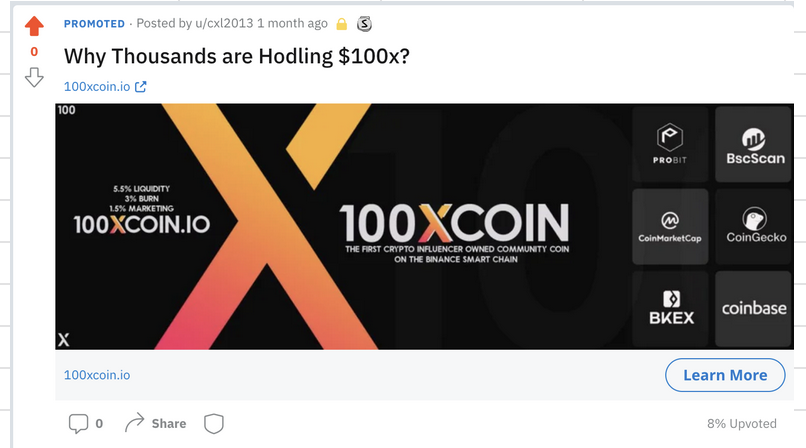 PROMOTED · Posted by u/cxl2013 1 month ago
0
Why Thousands are Hodling $100x?
100xcoin.io
100
5.5% LIQUIDITY
3% BURN
1.5% MARKETING
100XCOIN.IO
100XCOIN
THE FIRST CRYPTO INFLUENCER OWNED COMMUNITY COIN
ON THE BINANCE SMART CHAIN
PROBIT
BscScan
CoinMarketCap
CoinGecko
BKEX
coinbase
X
100xcoin.io
Learn More
0
Share
8% Upvoted